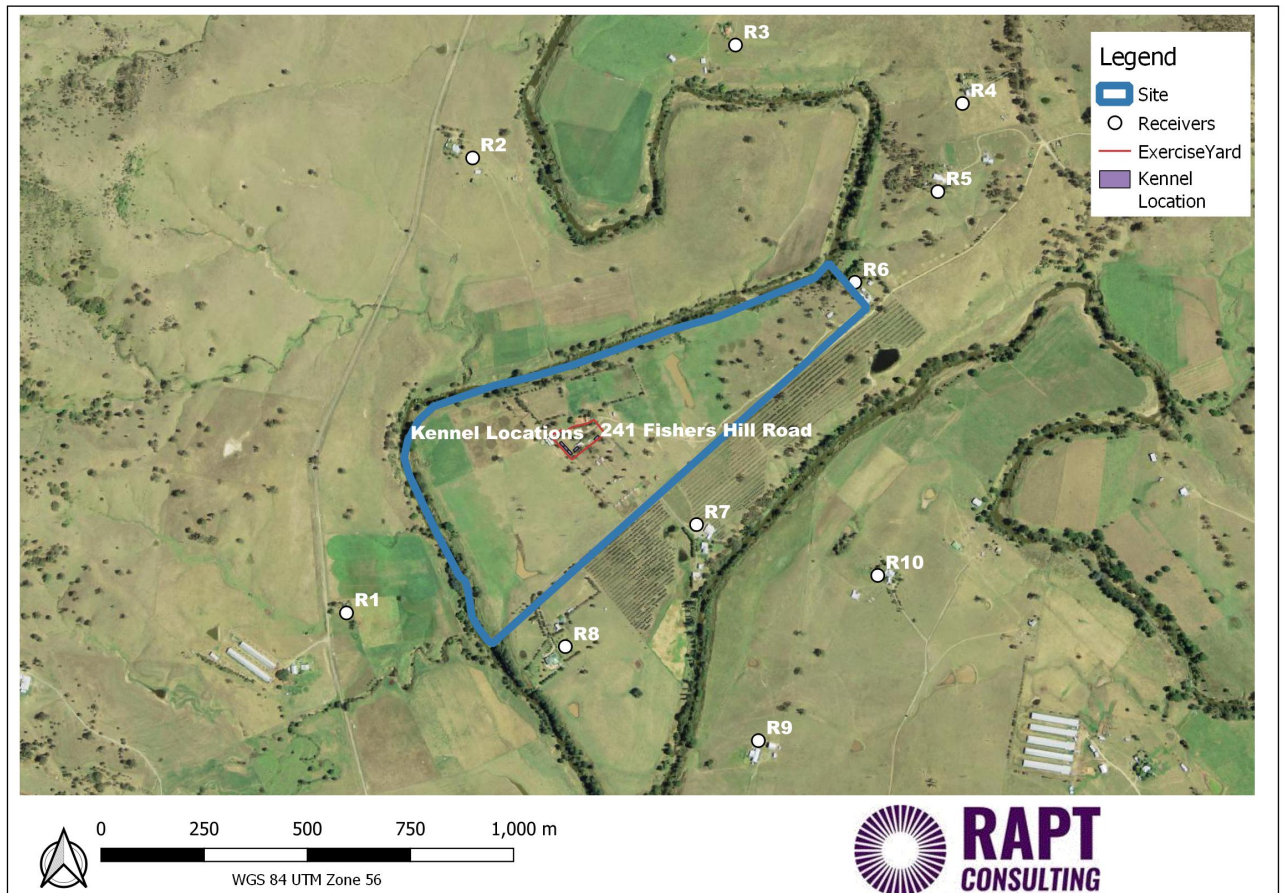 R3
R4
R2
R5
R6
Kennel Locations
241 Fishers Hill Road
R7
R10
R1
R8
R9
Legend
Site
Receivers
ExerciseYard
Kennel
Location
0 250 500 750 1,000 m
WGS 84 UTM Zone 56
RAPT
CONSULTING